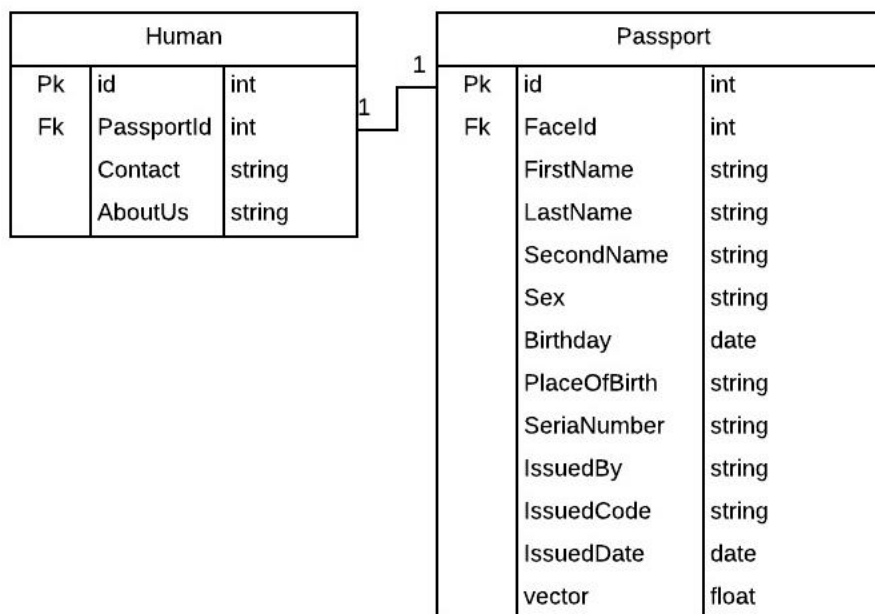 Human
Pk id int
Fk PassportId int
Contact string
AboutUs string
1
1
Passport
Pk id int
Fk FaceId int
FirstName string
LastName string
SecondName string
Sex string
Birthday date
PlaceOfBirth string
SeriaNumber string
IssuedBy string
IssuedCode string
IssuedDate date
vector float